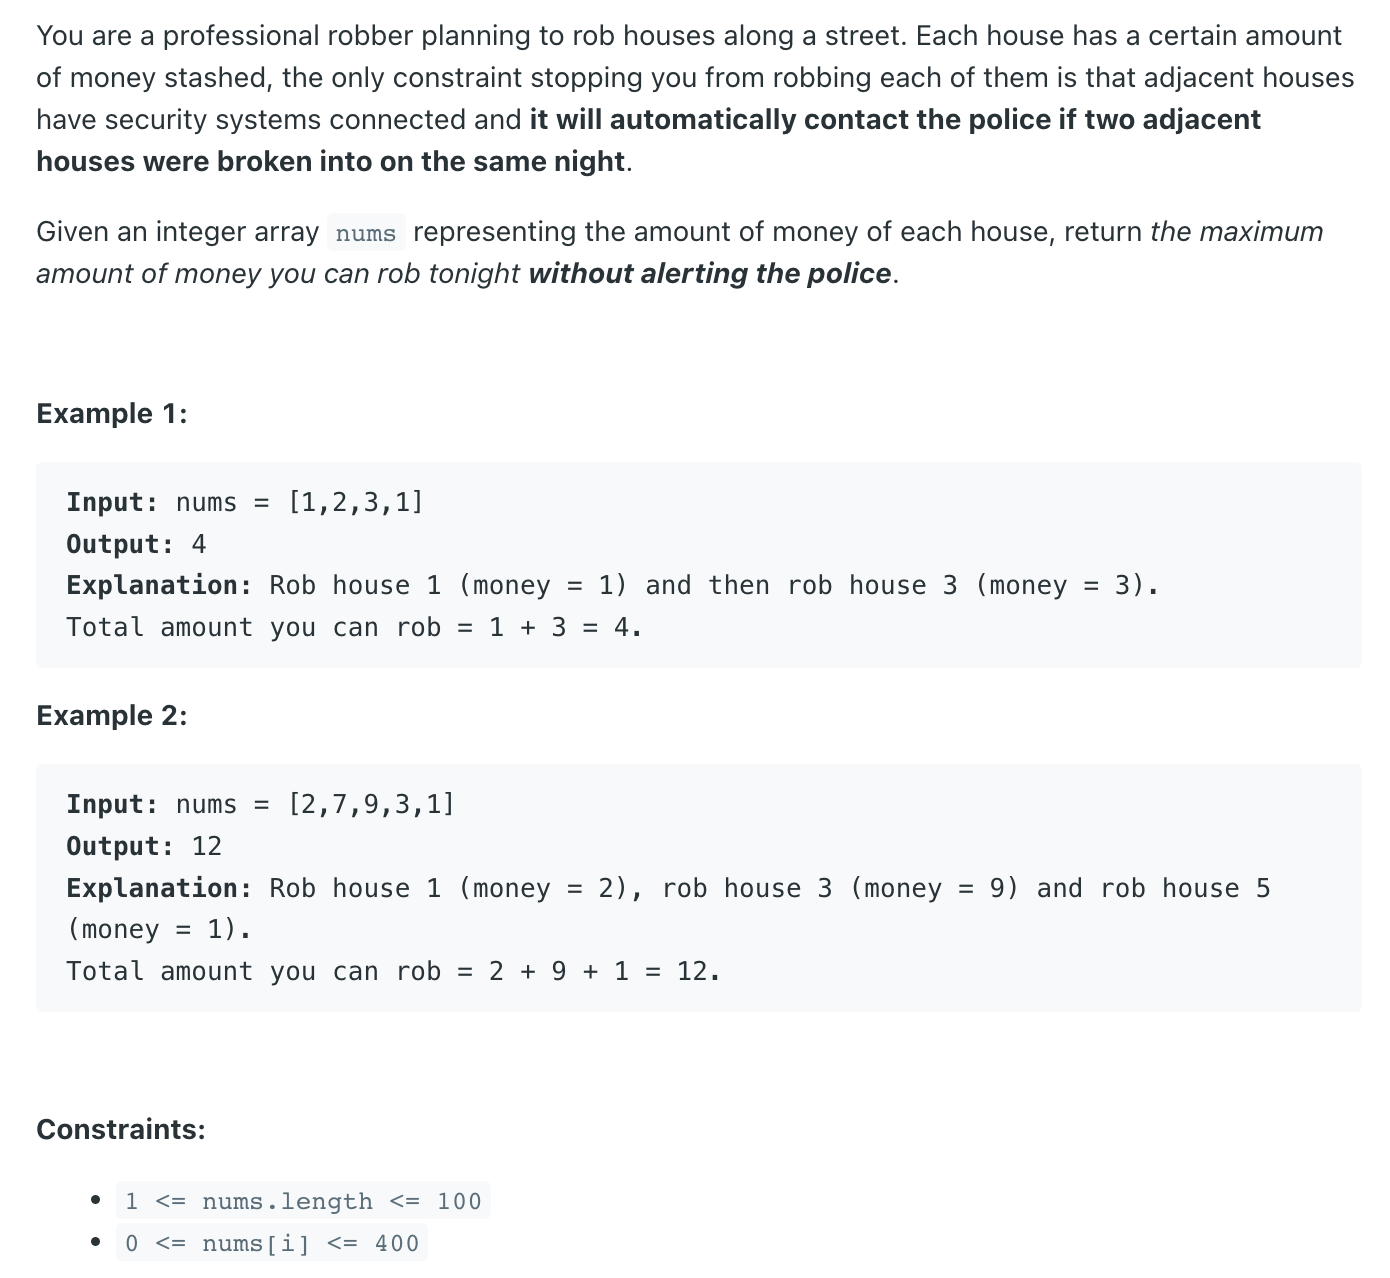 You are a professional robber planning to rob houses along a street. Each house has a certain amount
of money stashed, the only constraint stopping you from robbing each of them is that adjacent houses
have security systems connected and it will automatically contact the police if two adjacent
houses were broken into on the same night.
Given an integer array nums representing the amount of money of each house, return the maximum
amount of money you can rob tonight without alerting the police.
Example 1:
Input: nums = [1,2,3,1]
Output: 4
Explanation: Rob house 1 (money = 1) and then rob house 3 (money = 3).
Total amount you can rob = 1 + 3 = 4.
Example 2:
Input: nums = [2,7,9,3,1]
Output: 12
Explanation: Rob house 1 (money = 2), rob house 3 (money = 9) and rob house 5
(money = 1).
Total amount you can rob = 2 + 9 + 1 = 12.
Constraints:
• 1 <= nums.length <= 100
• 0 <= nums[i] <= 400